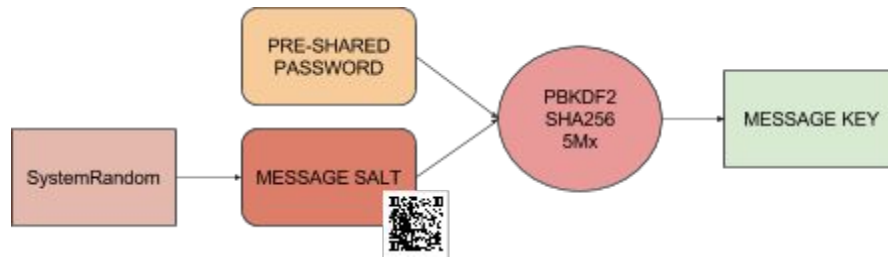 PRE-SHARED
PASSWORD
SystemRandom
MESSAGE SALT
PBKDF2
SHA256
5Mx
MESSAGE KEY